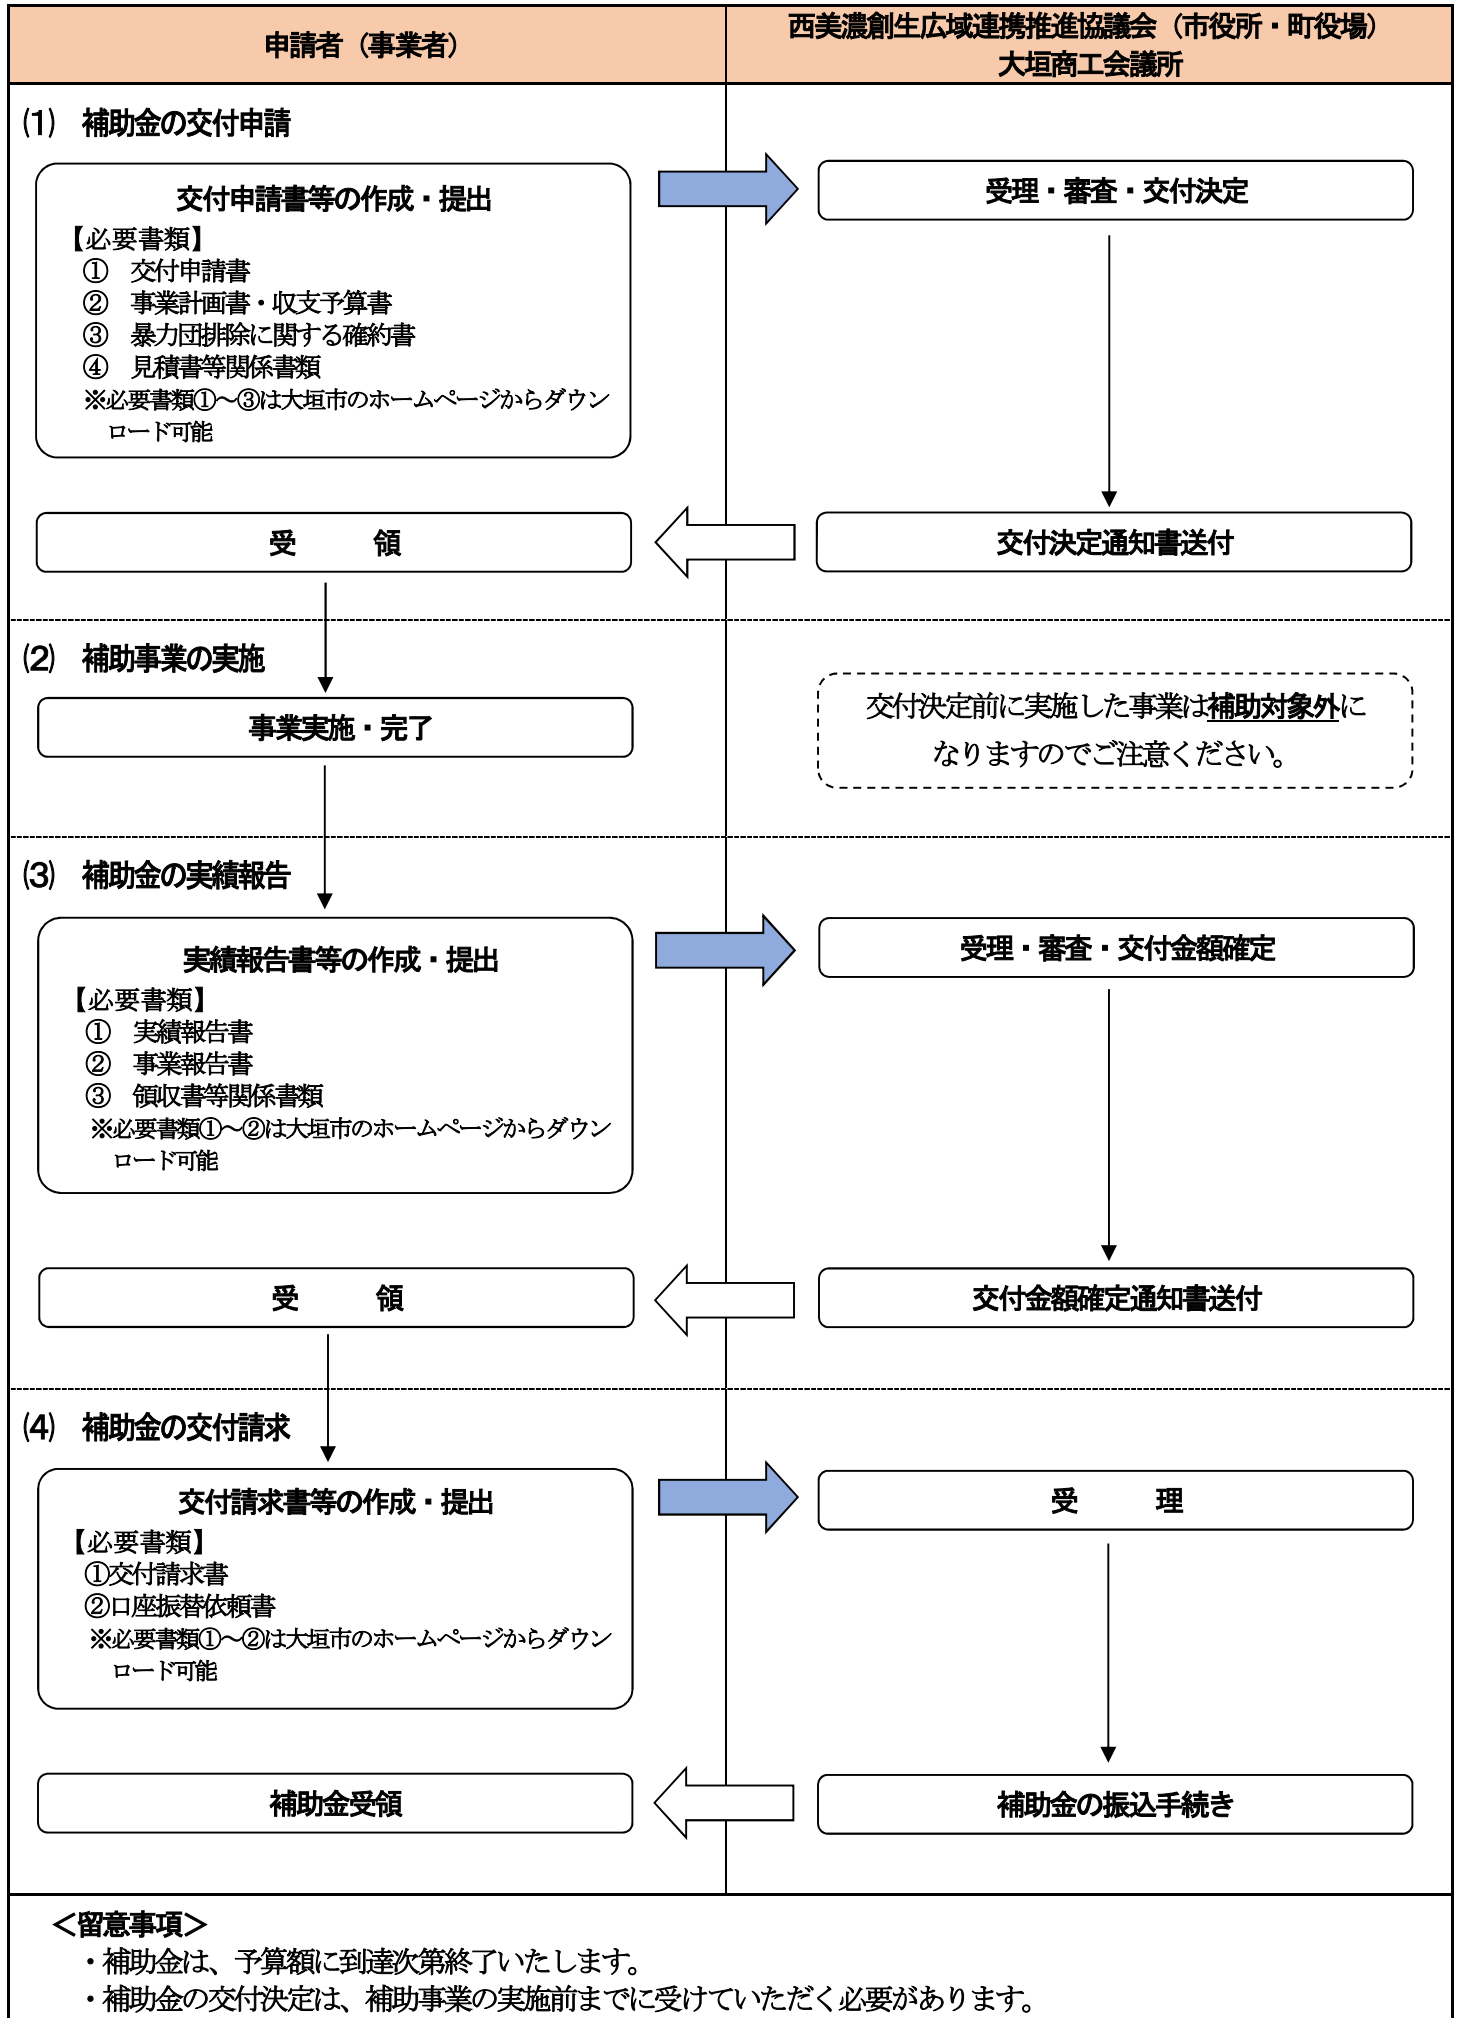 申請者（事業者）
西美濃創生広域連携推進協議会（市役所・町役場）
大垣商工会議所
(1)　補助金の交付申請
交付申請書等の作成・提出
【必要書類】
①　交付申請書
②　事業計画書・収支予算書
③　暴力団排除に関する確約書
④　見積書等関係書類
※必要書類①～③は大垣市のホームページからダウン
ロード可能
受理・審査・交付決定
受　　　領
交付決定通知書送付
(2)　補助事業の実施
事業実施・完了
交付決定前に実施した事業は補助対象外に
なりますのでご注意ください。
(3)　補助金の実績報告
実績報告書等の作成・提出
【必要書類】
①　実績報告書
②　事業報告書
③　領収書等関係書類
※必要書類①～②は大垣市のホームページからダウン
ロード可能
受理・審査・交付金額確定
受　　　領
交付金額確定通知書送付
(4)　補助金の交付請求
交付請求書等の作成・提出
【必要書類】
①交付請求書
②口座振替依頼書
※必要書類①～②は大垣市のホームページからダウン
ロード可能
受　　　理
補助金受領
補助金の振込手続き
＜留意事項＞
・補助金は、予算額に到達次第終了いたします。
・補助金の交付決定は、補助事業の実施前までに受けていただく必要があります。